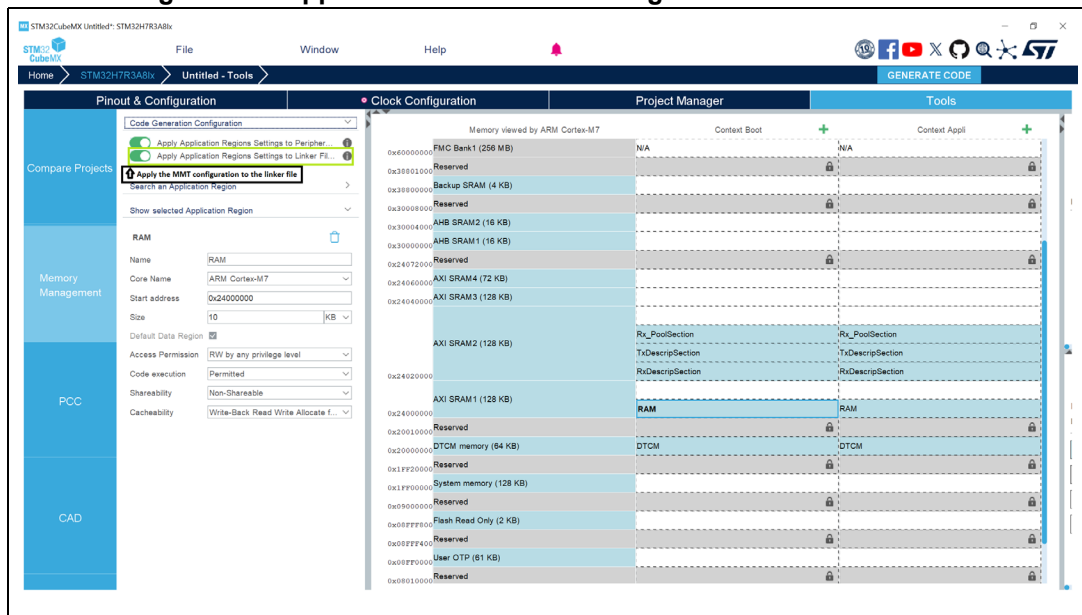 STM32CubeMX Untitled*: STM32H7R3A8Ix
STM32 CubeMX File Window Help
Home STM32H7R3A8Ix Untitled - Tools GENERATE CODE
Pinout & Configuration Clock Configuration Project Manager Tools
Compare Projects
Memory Management
PCC
CAD
Code Generation Configuration
Apply Application Regions Settings to Peripher...
Apply Application Regions Settings to Linker Fil...
Apply the MMT configuration to the linker file
Search an Application Region
Show selected Application Region
RAM
Name RAM
Core Name ARM Cortex-M7
Start address 0x24000000
Size 10 KB
Default Data Region
Access Permission RW by any privilege level
Code execution Permitted
Shareability Non-Shareable
Cacheability Write-Back Read Write Allocate f...
Memory viewed by ARM Cortex-M7 Context Boot + Context Appli +
0x60000000 FMC Bank1 (256 MB) N/A N/A
0x38801000 Reserved
0x38800000 Backup SRAM (4 KB)
0x30008000 Reserved
0x30004000 AHB SRAM2 (16 KB)
0x30000000 AHB SRAM1 (16 KB)
0x24072000 Reserved
0x24060000 AXI SRAM4 (72 KB)
0x24040000 AXI SRAM3 (128 KB)
AXI SRAM2 (128 KB)
Rx_PoolSection Rx_PoolSection
TxDescripSection TxDescripSection
0x24020000 RxDescripSection RxDescripSection
AXI SRAM1 (128 KB)
0x24000000 RAM RAM
0x20010000 Reserved
0x20000000 DTCM memory (64 KB) DTCM DTCM
0x1FF20000 Reserved
0x1FF00000 System memory (128 KB)
0x09000000 Reserved
0x08FFF800 Flash Read Only (2 KB)
0x08FFF400 Reserved
0x08FF0000 User OTP (61 KB)
0x08010000 Reserved